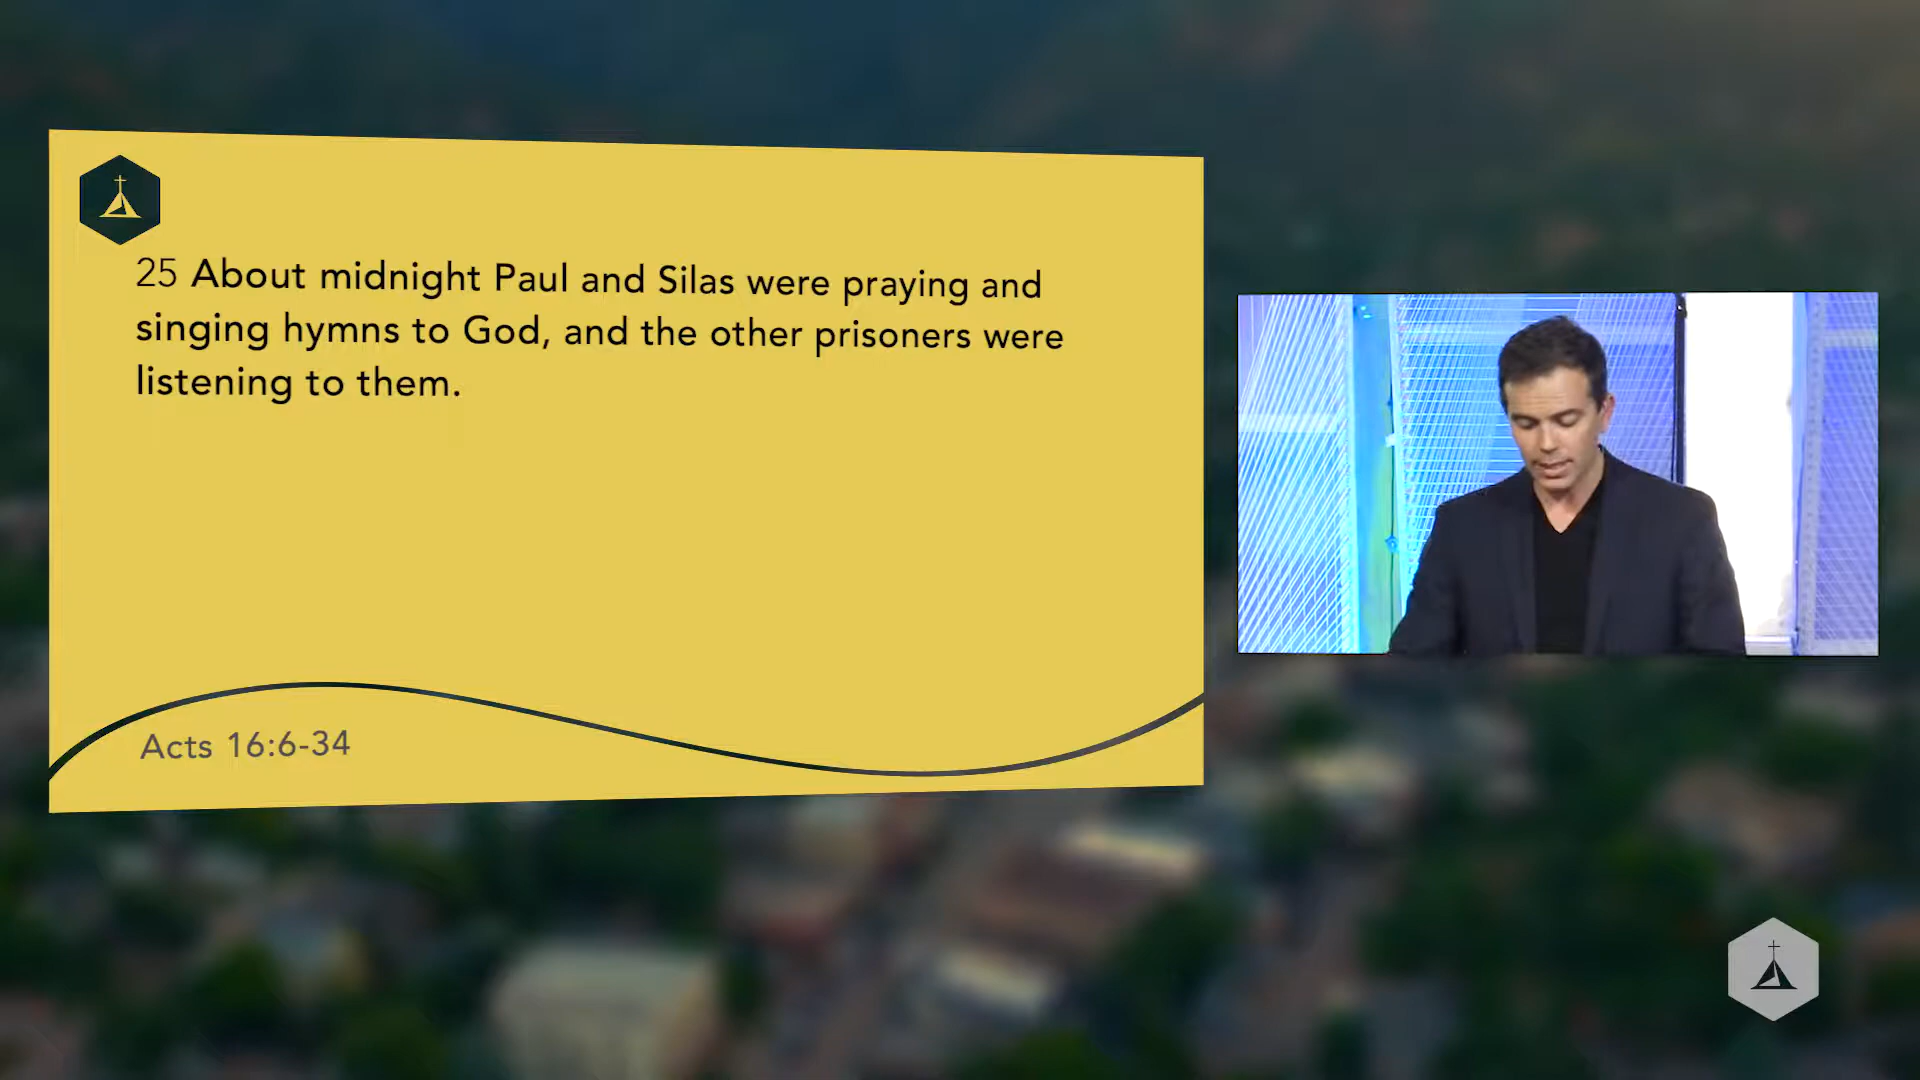 25 About midnight Paul and Silas were praying and
singing hymns to God, and the other prisoners were
listening to them.
Acts 16:6-34